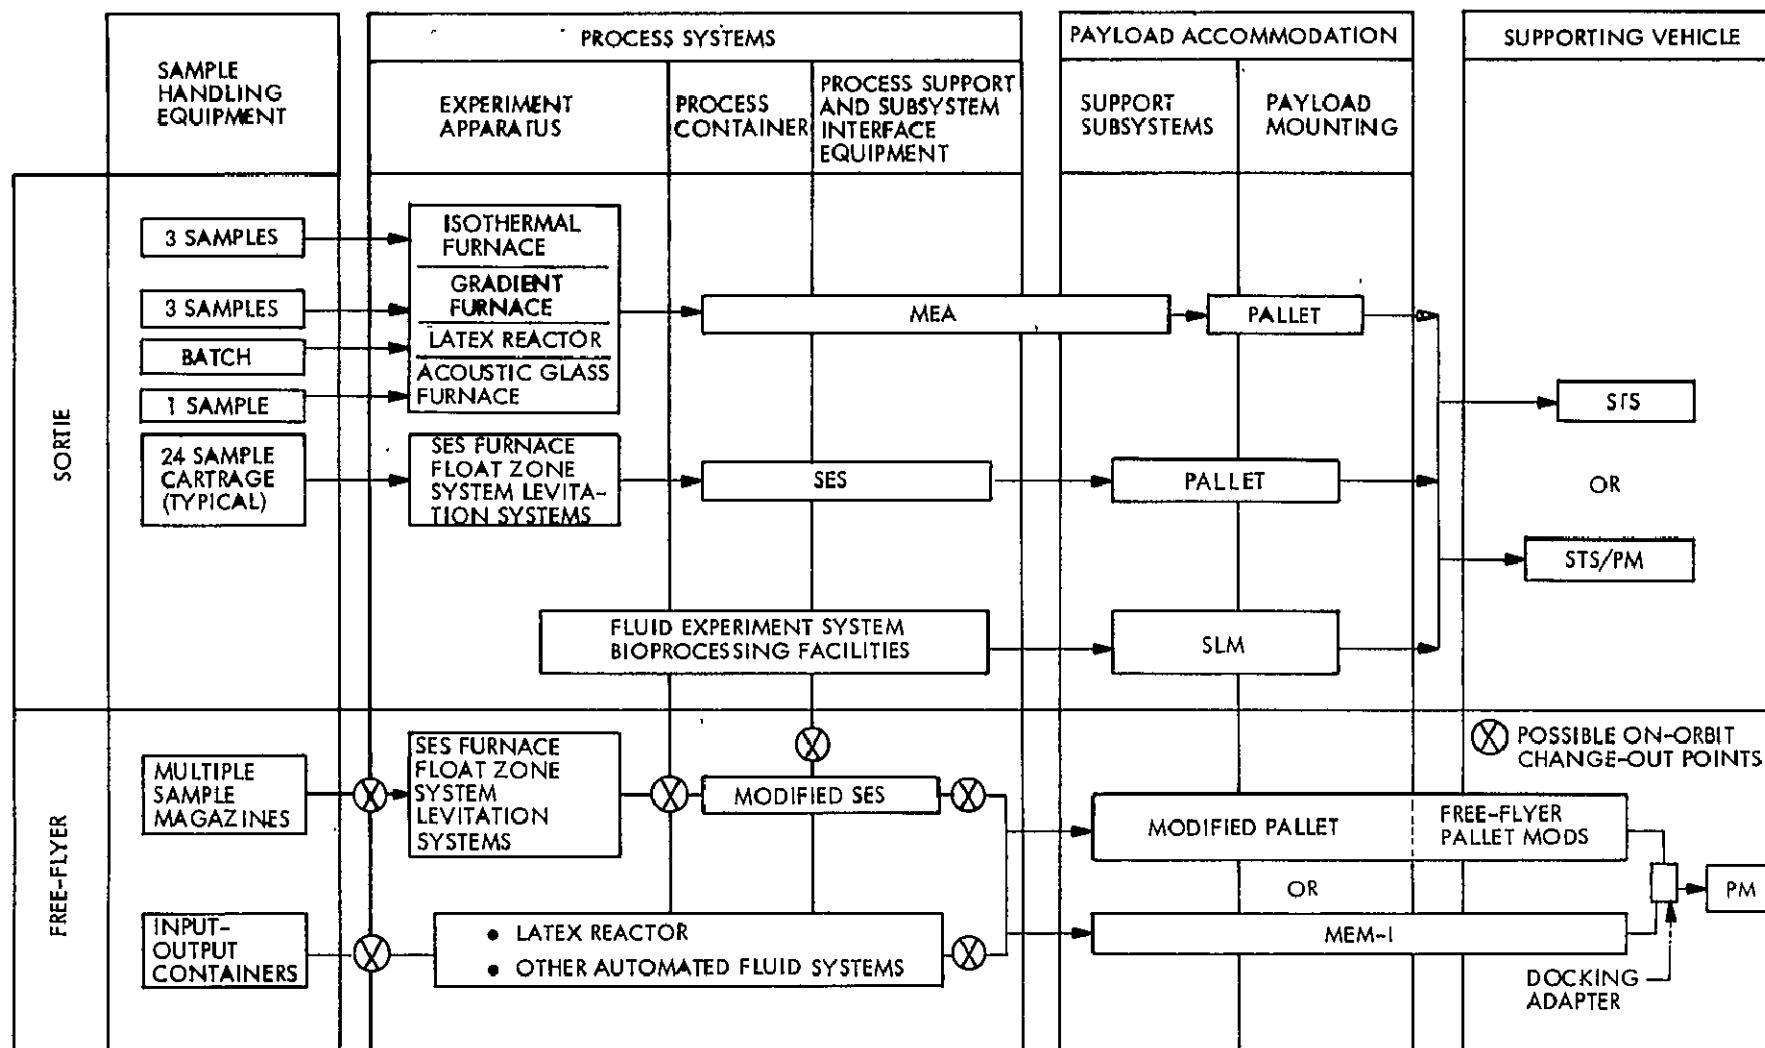 PROCESS SYSTEMS
PAYLOAD ACCOMMODATION
SUPPORTING VEHICLE
SAMPLE
HANDLING
EQUIPMENT
EXPERIMENT
APPARATUS
PROCESS
CONTAINER
PROCESS SUPPORT
AND SUBSYSTEM
INTERFACE
EQUIPMENT
SUPPORT
SUBSYSTEMS
PAYLOAD
MOUNTING
SORTIE
3 SAMPLES
3 SAMPLES
BATCH
1 SAMPLE
24 SAMPLE
CARTRAGE
(TYPICAL)
ISOTHERMAL
FURNACE
GRADIENT
FURNACE
LATEX REACTOR
ACOUSTIC GLASS
FURNACE
SES FURNACE
FLOAT ZONE
SYSTEM LEVITA-
TION SYSTEMS
MEA
PALLET
SES
PALLET
FLUID EXPERIMENT SYSTEM
BIOPROCESSING FACILITIES
SLM
STS
OR
STS/PM
FREE-FLYER
MULTIPLE
SAMPLE
MAGAZINES
SES FURNACE
FLOAT ZONE
SYSTEM
LEVITATION
SYSTEMS
MODIFIED SES
X POSSIBLE ON-ORBIT
CHANGE-OUT POINTS
X
X
X
X
MODIFIED PALLET
FREE-FLYER
PALLET MODS
OR
PM
INPUT-
OUTPUT
CONTAINERS
X
• LATEX REACTOR
• OTHER AUTOMATED FLUID SYSTEMS
X
MEM-I
DOCKING
ADAPTER